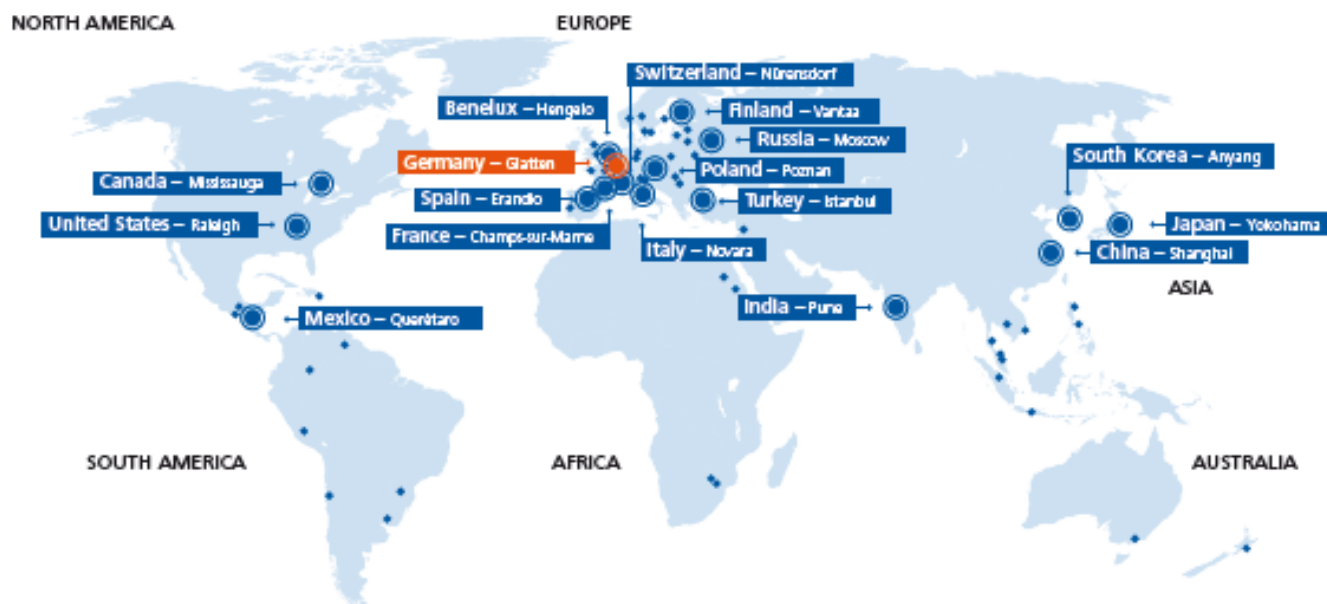 NORTH AMERICA
EUROPE
Switzerland – Nürensdorf
Benelux – Hengelo
Finland – Vantaa
Russia – Moscow
Germany – Glatten
South Korea – Anyang
Canada – Mississauga
Poland – Poznan
Spain – Erandio
Turkey – Istanbul
United States – Raleigh
Japan – Yokohama
France – Champs-sur-Marne
Italy – Novara
China – Shanghai
ASIA
India – Pune
Mexico – Querétaro
SOUTH AMERICA
AFRICA
AUSTRALIA